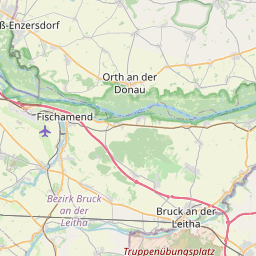 ß-Enzersdorf
Orth an der
Donau
Fischamend
Bezirk Bruck
an der
Leitha
Bruck an der
Leitha
Truppenübungsplatz